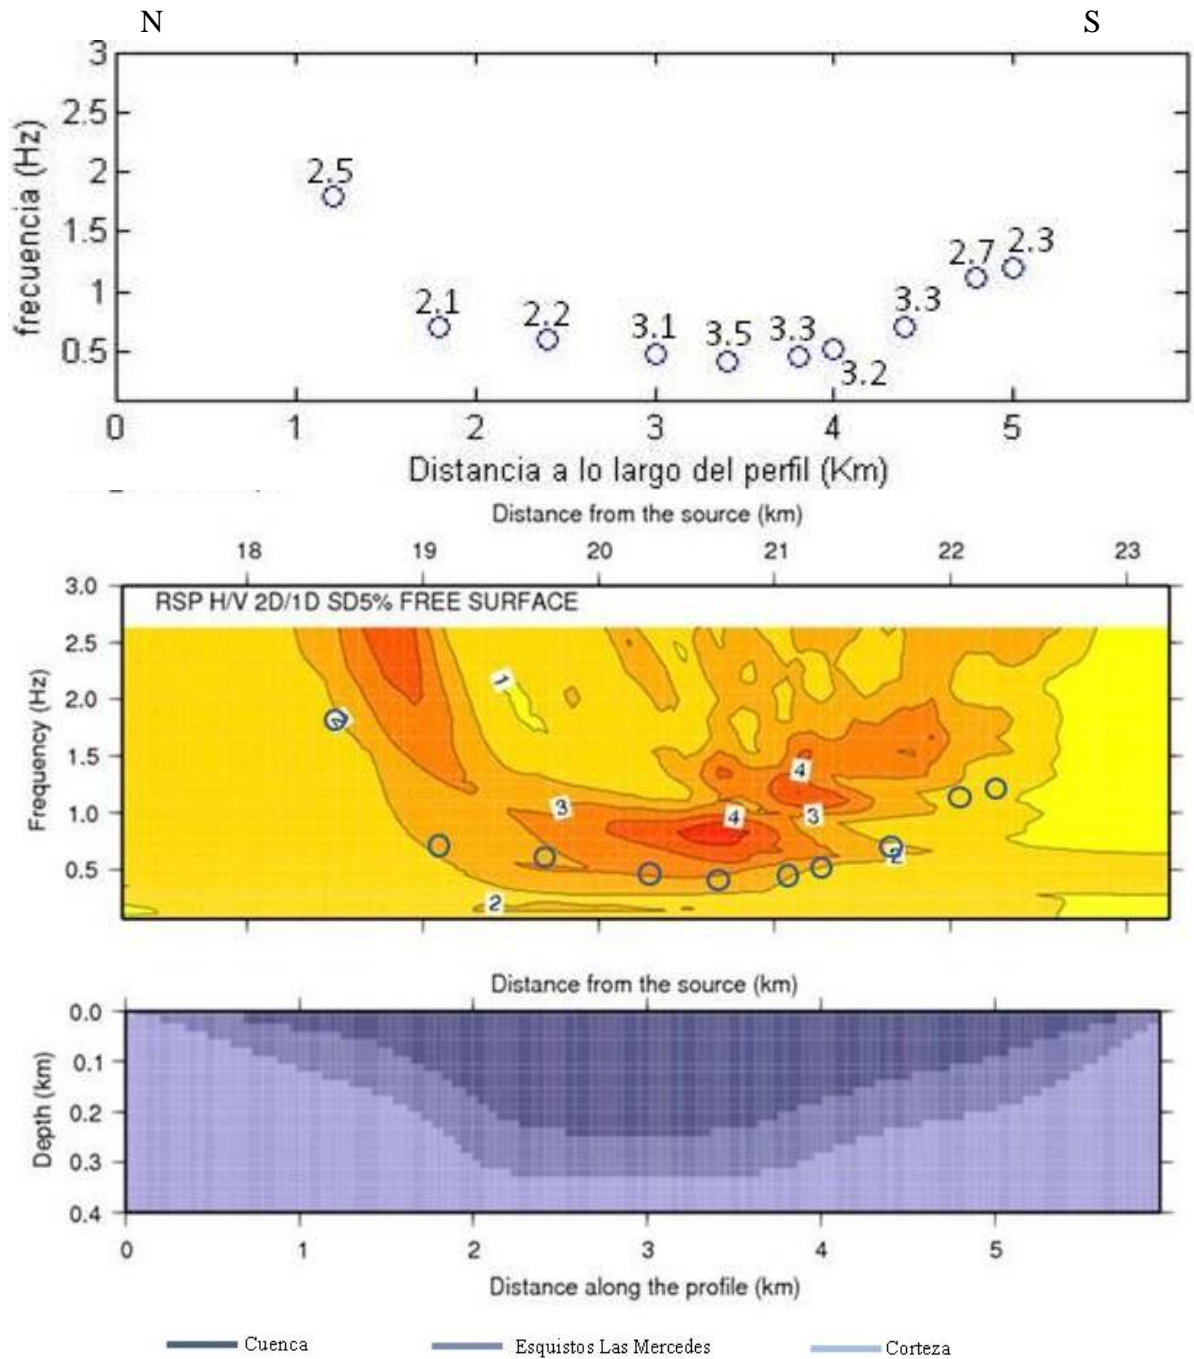 N S
3
2.5
2
1.5
1
0.5
frecuencia (Hz)
2.5
2.1
2.2
3.1
3.5
3.3
3.2
3.3
2.7
2.3
0 1 2 3 4 5
Distancia a lo largo del perfil (Km)
Distance from the source (km)
18 19 20 21 22 23
3.0
2.5
2.0
1.5
1.0
0.5
Frequency (Hz)
RSP H/V 2D/1D SD5% FREE SURFACE
1
2
4
3
4
3
2
2
Distance from the source (km)
0.0
0.1
0.2
0.3
0.4
Depth (km)
0 1 2 3 4 5
Distance along the profile (km)
Cuenca Esquistos Las Mercedes Corteza